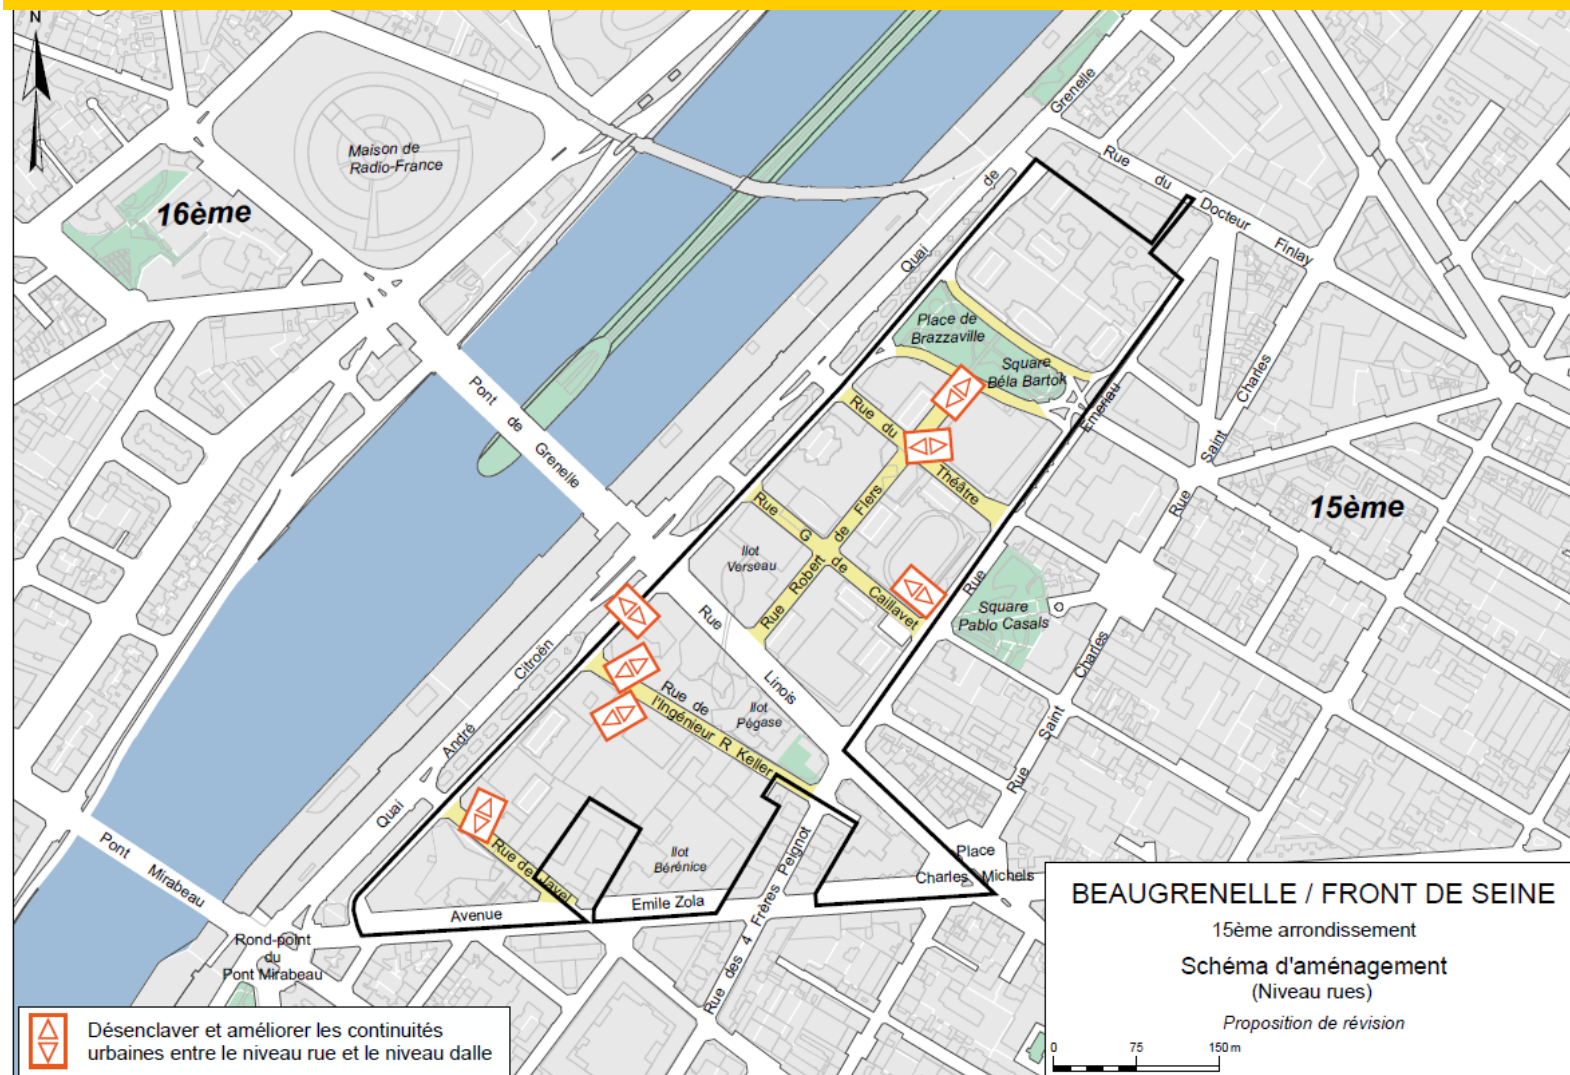 N
Maison de
Radio-France
16ème
Grenelle
de
Quai
Rue
du
Docteur
Finlay
Place de
Brazzaville
Square
Béla Bartok
Charles
Saint
Rue
Emeriau
Rue
Pont
de
Grenelle
Rue
du
Théâtre
15ème
Rue
G
de
Caillavet
Rue
Robert
de
Flers
Ilot
Verseau
Square
Pablo Casals
Rue
Linois
Charles
Saint
Rue
Citroën
André
Quai
Rue de
l'Ingénieur R Keller
Ilot
Pégase
Pont
Mirabeau
Rue de Javel
Ilot
Bérénice
Avenue
Emile Zola
Rue des 4 Frères Peignot
Place
Charles Michels
Rond-point
du
Pont Mirabeau
BEAUGRENELLE / FRONT DE SEINE
15ème arrondissement
Schéma d'aménagement
(Niveau rues)
Proposition de révision
0 75 150 m
Désenclaver et améliorer les continuités
urbaines entre le niveau rue et le niveau dalle